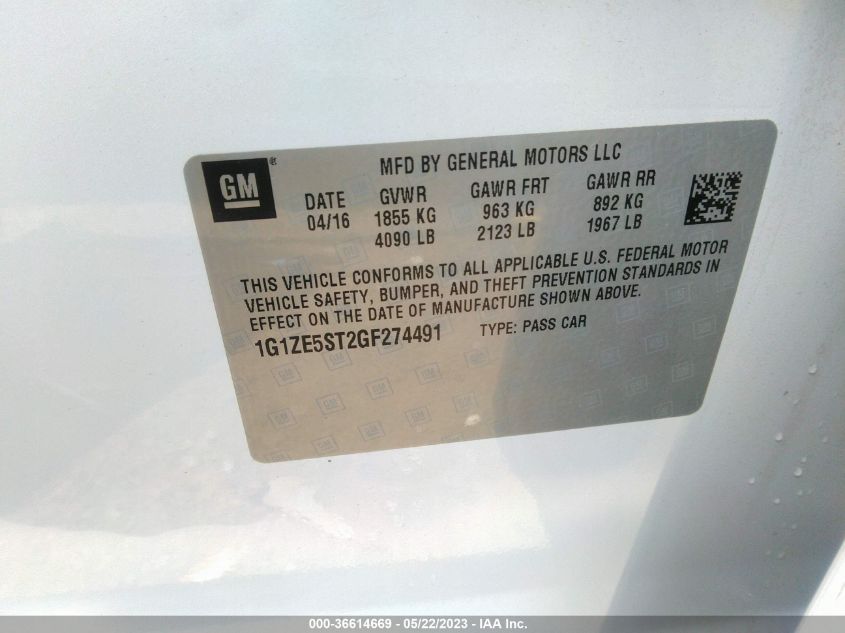 GM ®
MFD BY GENERAL MOTORS LLC
DATE GVWR GAWR FRT GAWR RR
04/16 1855 KG 963 KG 892 KG
4090 LB 2123 LB 1967 LB
THIS VEHICLE CONFORMS TO ALL APPLICABLE U.S. FEDERAL MOTOR
VEHICLE SAFETY, BUMPER, AND THEFT PREVENTION STANDARDS IN
EFFECT ON THE DATE OF MANUFACTURE SHOWN ABOVE.
1G1ZE5ST2GF274491 TYPE: PASS CAR
000-36614669 - 05/22/2023 - IAA Inc.